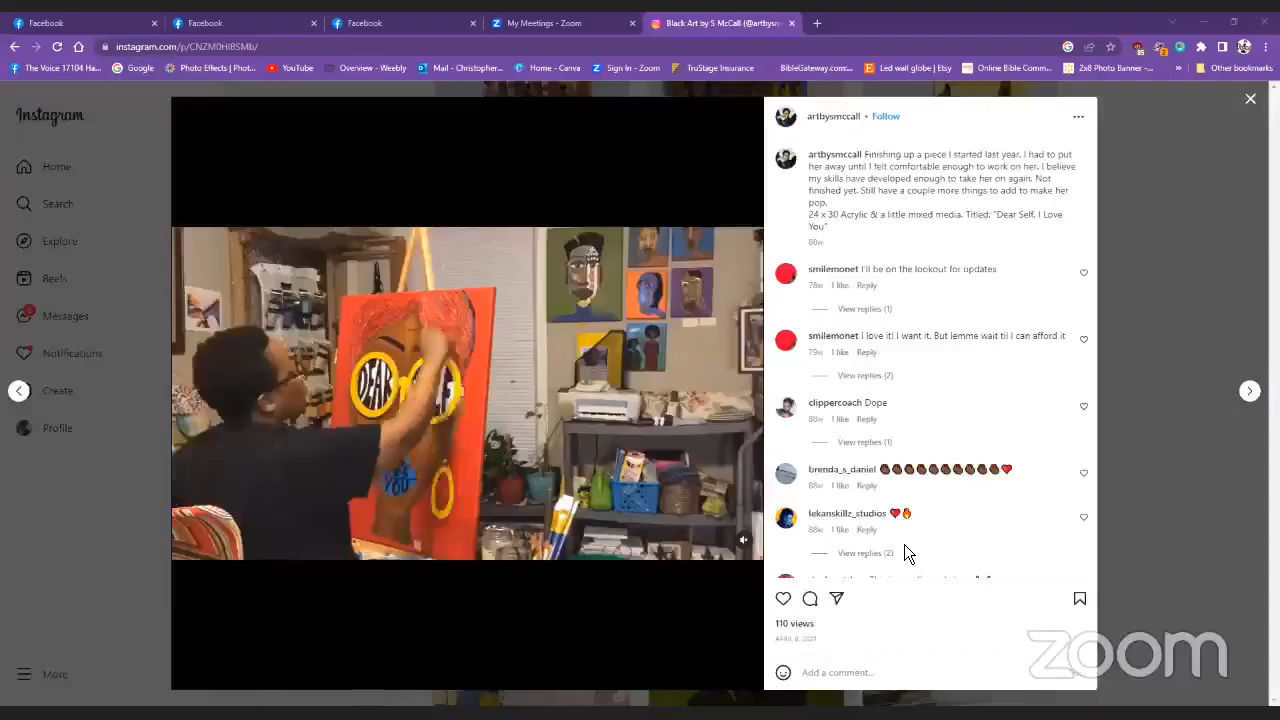 Facebook
Facebook
Facebook
My Meetings - Zoom
Black Art by S McCall (@artbysm
instagram.com/p/CNZM0HIBSMb/
The Voice 17104 Ha...
Google
Photo Effects | Phot...
YouTube
Overview - Weebly
Mail - Christopher...
Home - Canva
Sign In - Zoom
TruStage Insurance
BibleGateway.com:...
Led wall globe | Etsy
Online Bible Comm...
2x8 Photo Banner -...
Other bookmarks
Instagram
Home
Search
Explore
Reels
Messages
Notifications
Create
Profile
More
DEAR
YOU
artbysmccall • Follow
artbysmccall Finishing up a piece I started last year. I had to put
her away until I felt comfortable enough to work on her. I believe
my skills have developed enough to take her on again. Not
finished yet. Still have a couple more things to add to make her
pop.
24 x 30 Acrylic & a little mixed media. Titled: "Dear Self, I Love
You"
88w
smilemonet I'll be on the lookout for updates
78w 1 like Reply
View replies (1)
smilemonet I love it! I want it. But lemme wait til I can afford it
79w 1 like Reply
View replies (2)
clippercoach Dope
88w 1 like Reply
View replies (1)
brenda_s_daniel
88w 1 like Reply
lekanskillz_studios
88w 1 like Reply
View replies (2)
110 views
APRIL 8, 2021
Add a comment...
zoom